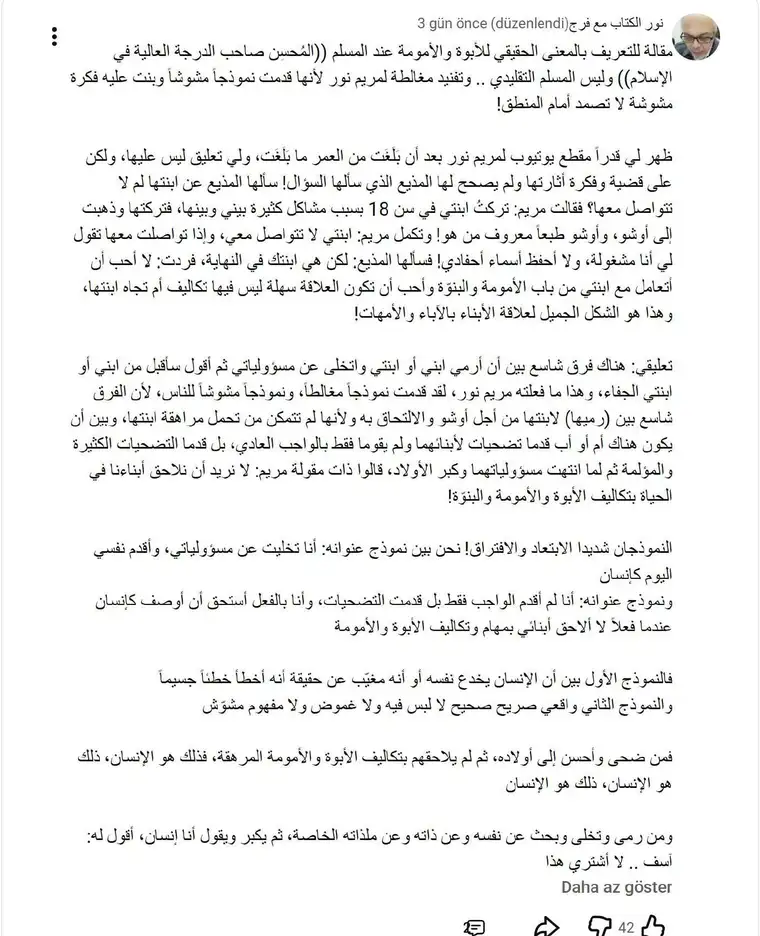 نور الكتاب مع فرج 3 gün önce (düzenlendi)
مقالة للتعريف بالمعنى الحقيقي للأبوة والأمومة عند المسلم ((المُحسِن صاحب الدرجة العالية في
الإسلام)) وليس المسلم التقليدي .. وتفنيد مغالطة لمريم نور لأنها قدمت نموذجاً مشوشاً وبنت عليه فكرة
مشوشة لا تصمد أمام المنطق!
ظهر لي قدراً مقطع يوتيوب لمريم نور بعد أن بَلَغَت من العمر ما بَلَغَت، ولي تعليق ليس عليها، ولكن
على قضية وفكرة أثارتها ولم يصحح لها المذيع الذي سألها السؤال! سألها المذيع عن ابنتها لم لا
تتواصل معها؟ فقالت مريم: تركتُ ابنتي في سن 18 بسبب مشاكل كثيرة بيني وبينها، فتركتها وذهبت
إلى أوشو، وأوشو طبعاً معروف من هو! وتكمل مريم: ابنتي لا تتواصل معي، وإذا تواصلت معها تقول
لي أنا مشغولة، ولا أحفظ أسماء أحفادي! فسألها المذيع: لكن هي ابنتك في النهاية، فردت: لا أحب أن
أتعامل مع ابنتي من باب الأمومة والبنوّة وأحب أن تكون العلاقة سهلة ليس فيها تكاليف أم تجاه ابنتها،
وهذا هو الشكل الجميل لعلاقة الأبناء بالآباء والأمهات!
تعليقي: هناك فرق شاسع بين أن أرمي ابني أو ابنتي واتخلى عن مسؤولياتي ثم أقول سأقبل من ابني أو
ابنتي الجفاء، وهذا ما فعلته مريم نور، لقد قدمت نموذجاً مغالطاً، ونموذجاً مشوشاً للناس، لأن الفرق
شاسع بين (رميها) لابنتها من أجل أوشو والالتحاق به ولأنها لم تتمكن من تحمل مراهقة ابنتها، وبين أن
يكون هناك أم أو أب قدما تضحيات لأبنائهما ولم يقوما فقط بالواجب العادي، بل قدما التضحيات الكثيرة
والمؤلمة ثم لما انتهت مسؤولياتهما وكبر الأولاد، قالوا ذات مقولة مريم: لا نريد أن نلاحق أبناءنا في
الحياة بتكاليف الأبوة والأمومة والبنوّة!
النموذجان شديدا الابتعاد والافتراق! نحن بين نموذج عنوانه: أنا تخليت عن مسؤولياتي، وأقدم نفسي
اليوم كإنسان
ونموذج عنوانه: أنا لم أقدم الواجب فقط بل قدمت التضحيات، وأنا بالفعل أستحق أن أوصف كإنسان
عندما فعلاً لا ألاحق أبنائي بمهام وتكاليف الأبوة والأمومة
فالنموذج الأول بين أن الإنسان يخدع نفسه أو أنه مغيّب عن حقيقة أنه أخطأ خطئاً جسيماً
والنموذج الثاني واقعي صريح صحيح لا لبس فيه ولا غموض ولا مفهوم مشوّش
فمن ضحى وأحسن إلى أولاده، ثم لم يلاحقهم بتكاليف الأبوة والأمومة المرهقة، فذلك هو الإنسان، ذلك
هو الإنسان، ذلك هو الإنسان
ومن رمى وتخلى وبحث عن نفسه وعن ذاته وعن ملذاته الخاصة، ثم يكبر ويقول أنا إنسان، أقول له:
آسف .. لا أشتري هذا
Daha az göster
42
2